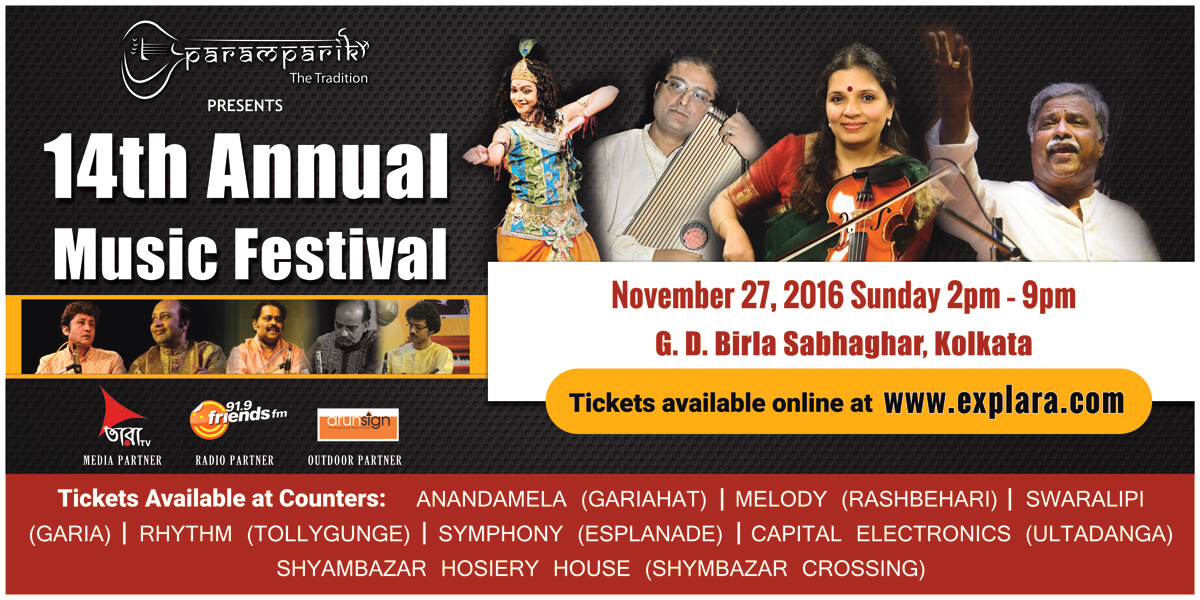 paramparik
The Tradition
PRESENTS
14th Annual
Music Festival
November 27, 2016 Sunday 2pm - 9pm
G. D. Birla Sabhaghar, Kolkata
Tickets available online at www.explara.com
তারা TV
MEDIA PARTNER
91.9
friends fm
RADIO PARTNER
arunsign
OUTDOOR PARTNER
Tickets Available at Counters: ANANDAMELA (GARIAHAT) | MELODY (RASHBEHARI) | SWARALIPI
(GARIA) | RHYTHM (TOLLYGUNGE) | SYMPHONY (ESPLANADE) | CAPITAL ELECTRONICS (ULTADANGA)
SHYAMBAZAR HOSIERY HOUSE (SHYMBAZAR CROSSING)